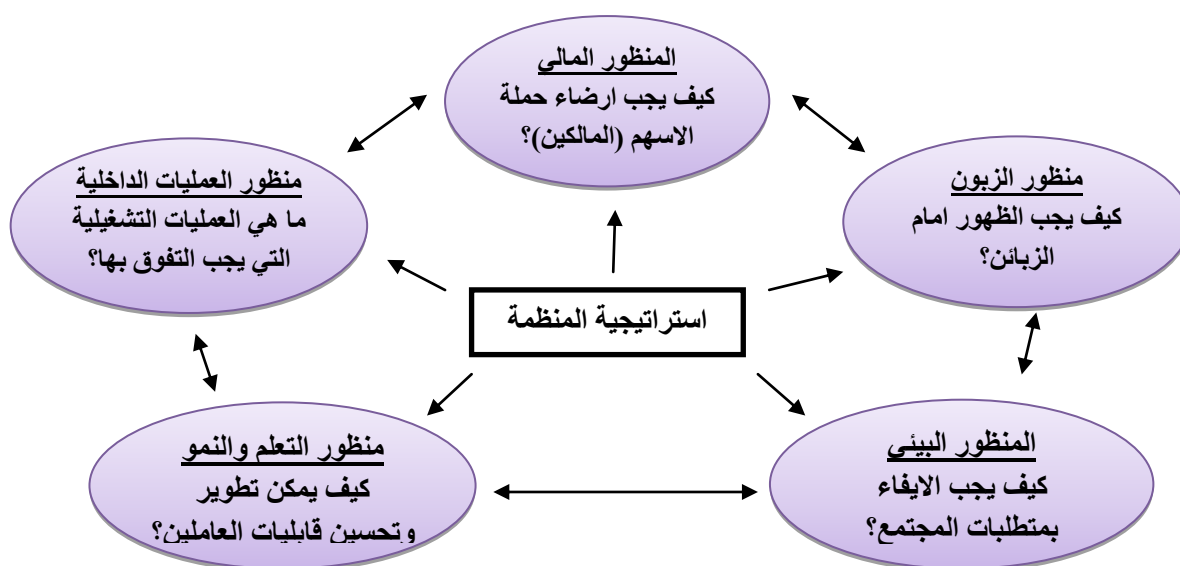 المنظور المالي
كيف يجب ارضاء حملة
الاسهم (المالكين)؟
منظور الزبون
كيف يجب الظهور امام
الزبائن؟
منظور العمليات الداخلية
ما هي العمليات التشغيلية
التي يجب التفوق بها؟
استراتيجية المنظمة
المنظور البيئي
كيف يجب الايفاء
بمتطلبات المجتمع؟
منظور التعلم والنمو
كيف يمكن تطوير
وتحسين قابليات العاملين؟